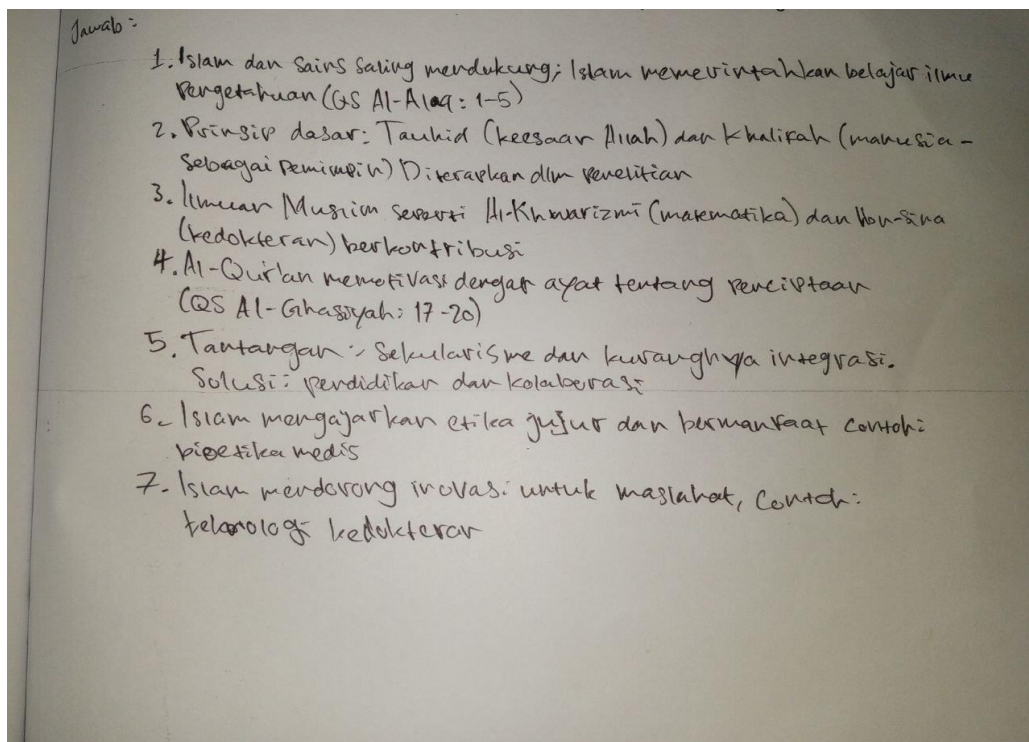 Jawab :
1. Islam dan Sains Saling mendukung; Islam memerintahkan belajar ilmu
Pengetahuan (QS Al-Alaq : 1-5)
2. Prinsip dasar : Tauhid (keesaan Allah) dan Khalifah (manusia -
Sebagai Pemimpin) Diterapkan dlm penelitian
3. Ilmuan Muslim seperti Al-Khwarizmi (matematika) dan Ibnu-Sina
(kedokteran) berkontribusi
4. Al-Qur'an memotivasi dengan ayat tentang penciptaan
(QS Al-Ghasiyah : 17-20)
5. Tantangan : Sekularisme dan kurangnya integrasi.
Solusi : pendidikan dan kolaborasi
6. Islam mengajarkan etika jujur dan bermanfaat contoh :
bioetika medis
7. Islam mendorong inovasi untuk maslahat, Contoh :
teknologi kedokteran